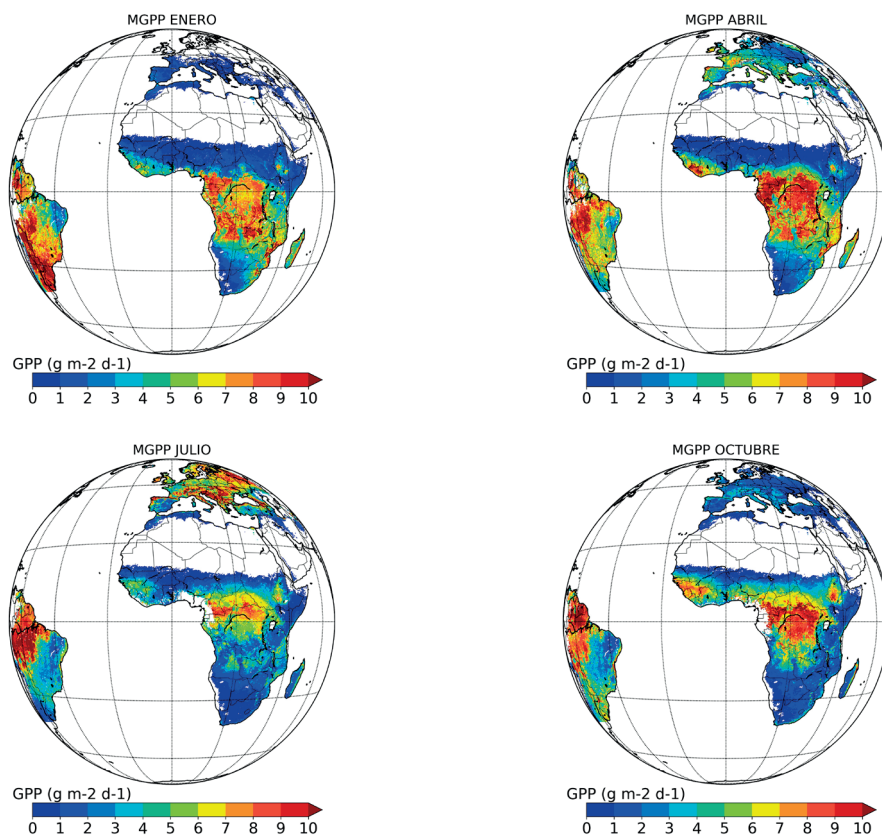 MGPP ENERO
GPP (g m-2 d-1)
0 1 2 3 4 5 6 7 8 9 10
MGPP ABRIL
GPP (g m-2 d-1)
0 1 2 3 4 5 6 7 8 9 10
MGPP JULIO
GPP (g m-2 d-1)
0 1 2 3 4 5 6 7 8 9 10
MGPP OCTUBRE
GPP (g m-2 d-1)
0 1 2 3 4 5 6 7 8 9 10